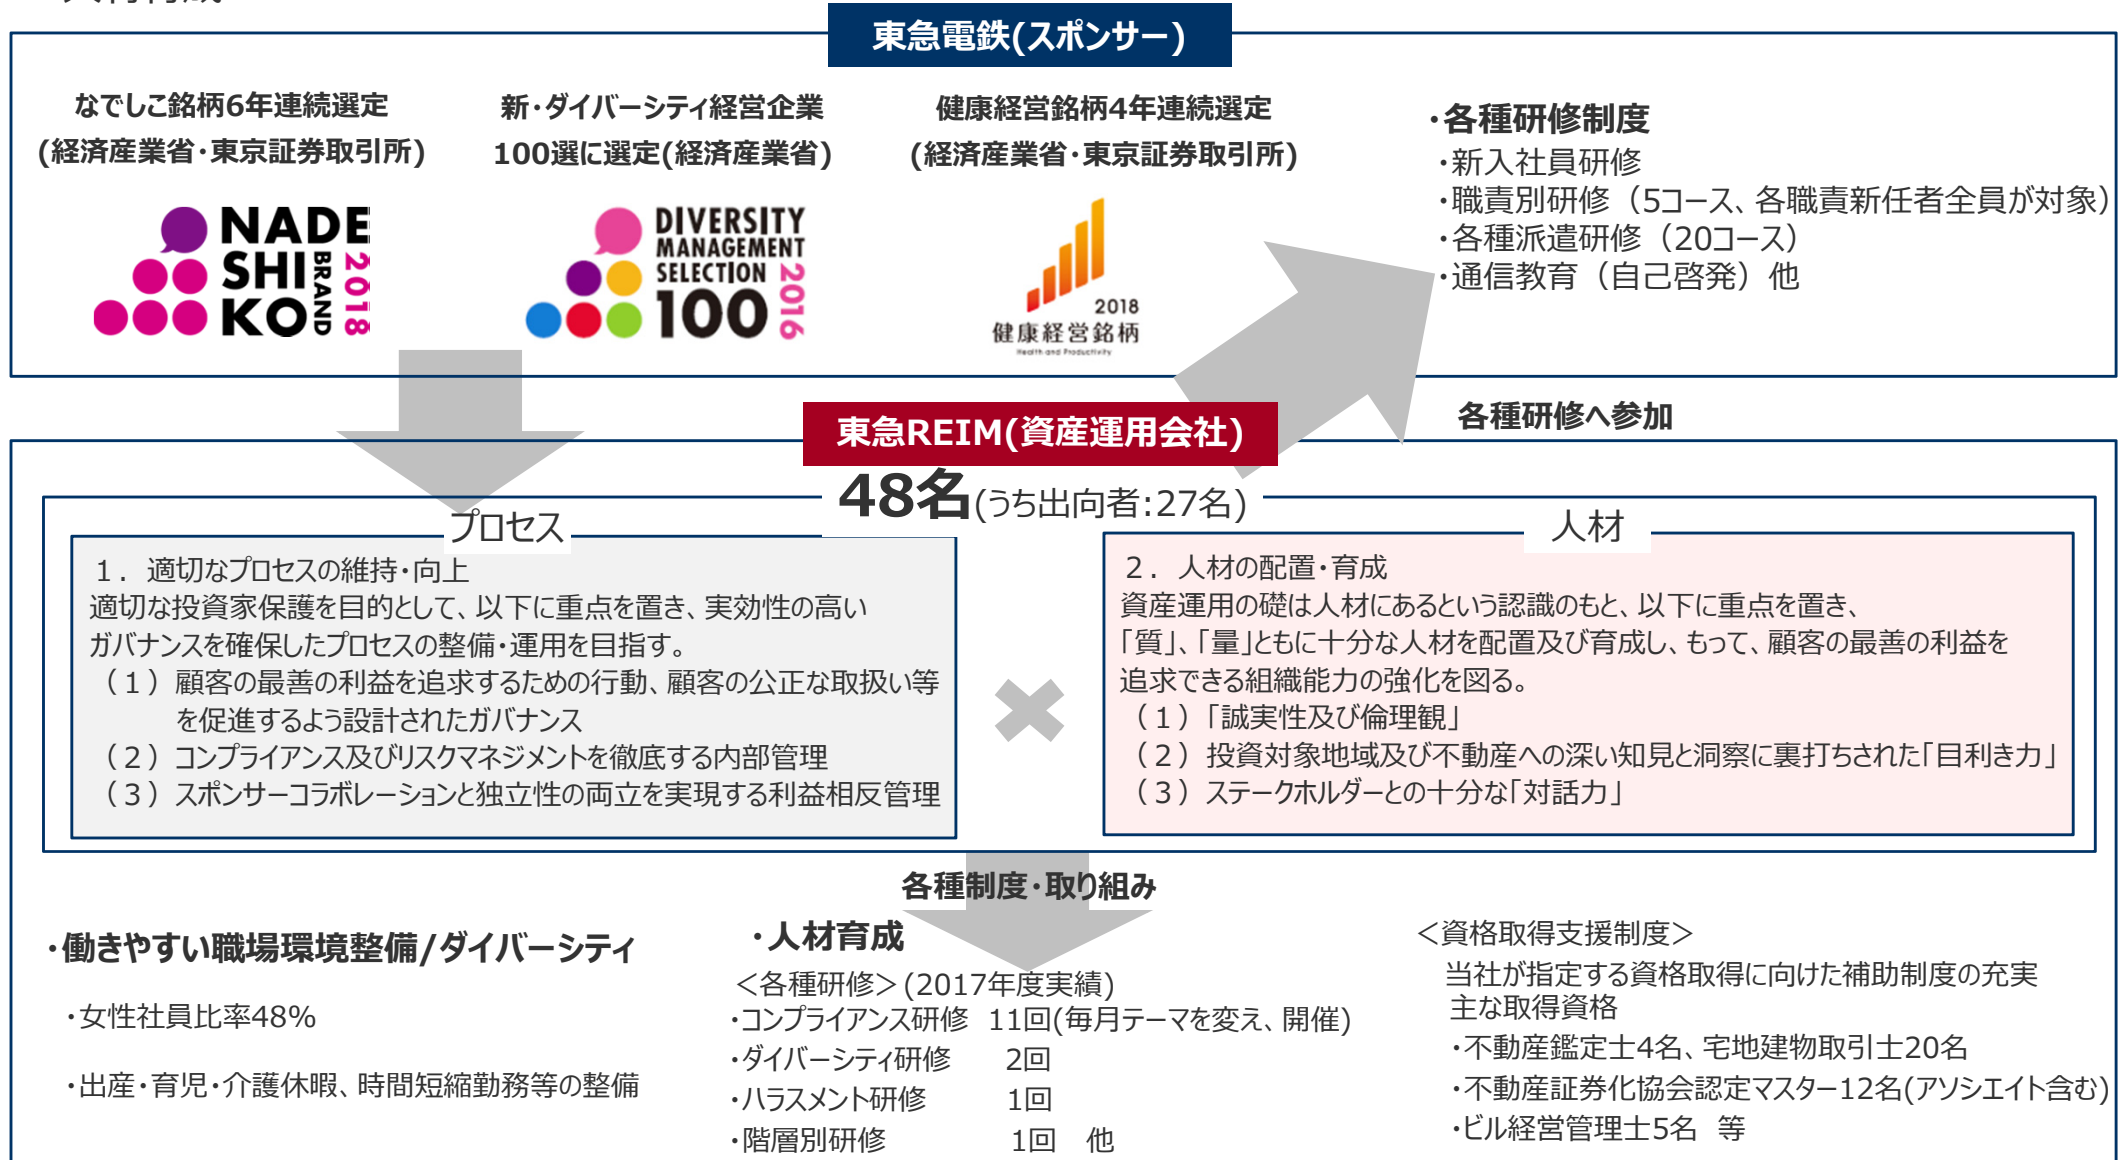 東急電鉄(スポンサー)
なでしこ銘柄6年連続選定
(経済産業省・東京証券取引所)
NADE
SHI
KO
BRAND
2018
新・ダイバーシティ経営企業
100選に選定(経済産業省)
DIVERSITY
MANAGEMENT
SELECTION
100
2016
健康経営銘柄4年連続選定
(経済産業省・東京証券取引所)
2018
健康経営銘柄
Health and Productivity
・各種研修制度
・新入社員研修
・職責別研修（5コース、各職責新任者全員が対象）
・各種派遣研修（20コース）
・通信教育（自己啓発）他
各種研修へ参加
東急REIM(資産運用会社)
48名(うち出向者:27名)
プロセス
1．適切なプロセスの維持・向上
適切な投資家保護を目的として、以下に重点を置き、実効性の高い
ガバナンスを確保したプロセスの整備・運用を目指す。
（1）顧客の最善の利益を追求するための行動、顧客の公正な取扱い等
を促進するよう設計されたガバナンス
（2）コンプライアンス及びリスクマネジメントを徹底する内部管理
（3）スポンサーコラボレーションと独立性の両立を実現する利益相反管理
人材
2．人材の配置・育成
資産運用の礎は人材にあるという認識のもと、以下に重点を置き、
「質」、「量」ともに十分な人材を配置及び育成し、もって、顧客の最善の利益を
追求できる組織能力の強化を図る。
（1）「誠実性及び倫理観」
（2）投資対象地域及び不動産への深い知見と洞察に裏打ちされた「目利き力」
（3）ステークホルダーとの十分な「対話力」
各種制度・取り組み
・働きやすい職場環境整備/ダイバーシティ
・女性社員比率48%
・出産・育児・介護休暇、時間短縮勤務等の整備
・人材育成
＜各種研修＞(2017年度実績)
・コンプライアンス研修 11回(毎月テーマを変え、開催)
・ダイバーシティ研修 2回
・ハラスメント研修 1回
・階層別研修 1回 他
＜資格取得支援制度＞
当社が指定する資格取得に向けた補助制度の充実
主な取得資格
・不動産鑑定士4名、宅地建物取引士20名
・不動産証券化協会認定マスター12名(アソシエイト含む)
・ビル経営管理士5名 等